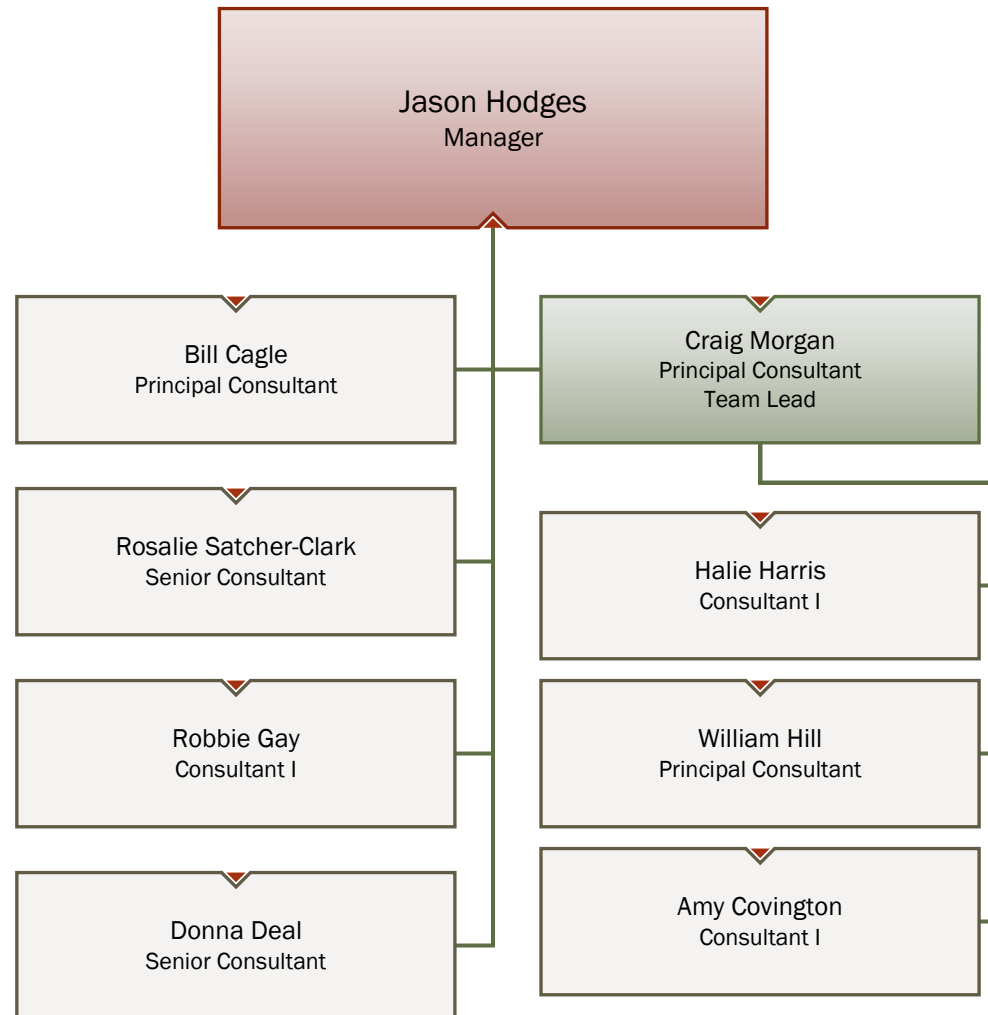 Jason Hodges
Manager
Bill Cagle
Principal Consultant
Craig Morgan
Principal Consultant
Team Lead
Rosalie Satcher-Clark
Senior Consultant
Halie Harris
Consultant I
Robbie Gay
Consultant I
William Hill
Principal Consultant
Donna Deal
Senior Consultant
Amy Covington
Consultant I